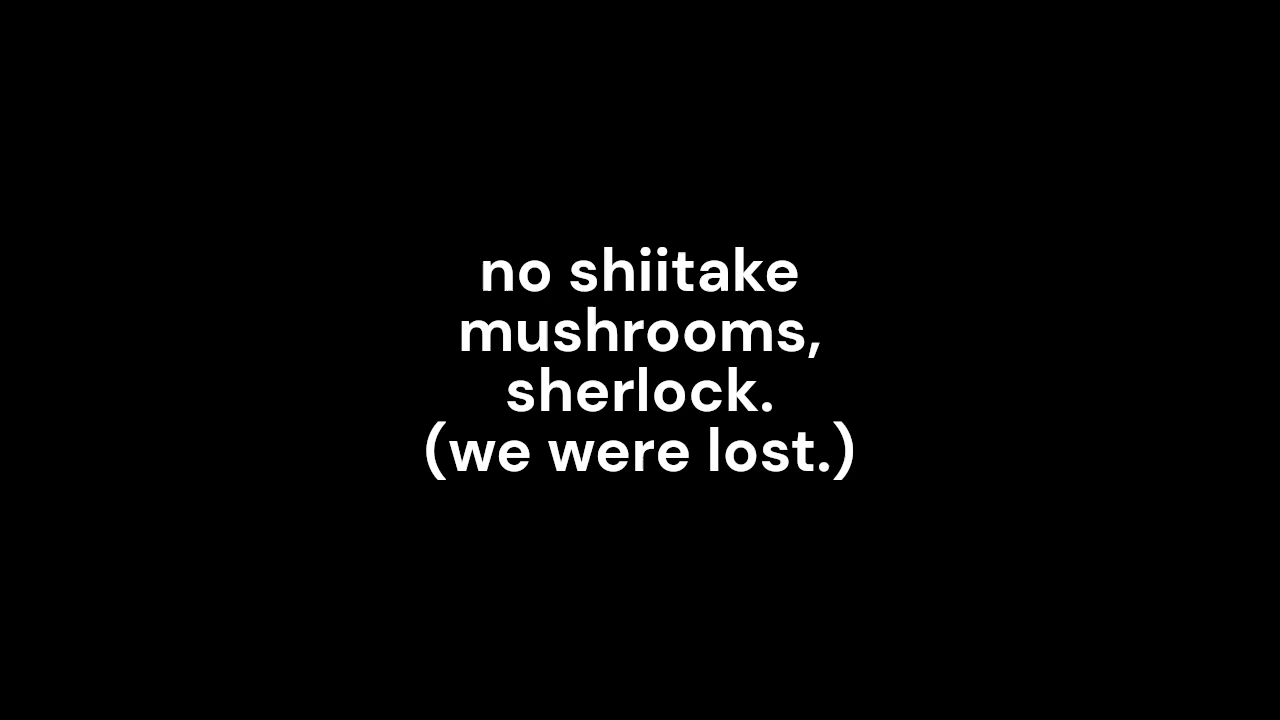 no shiitake
mushrooms,
sherlock.
(we were lost.)